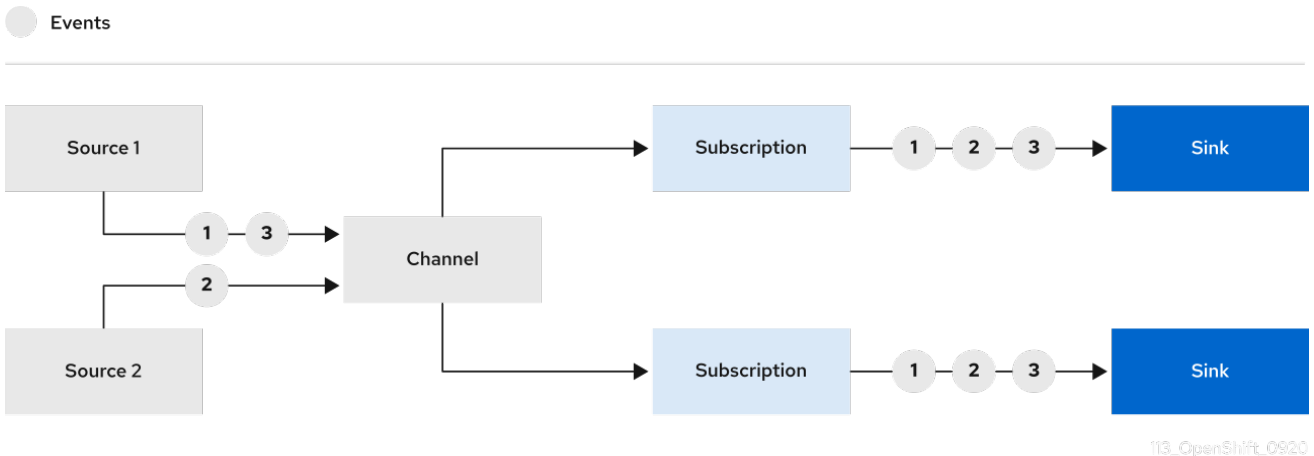 Events
Source 1
Subscription
1 2 3
Sink
1 3
Channel
2
Source 2
Subscription
1 2 3
Sink
113_OpenShift_0920